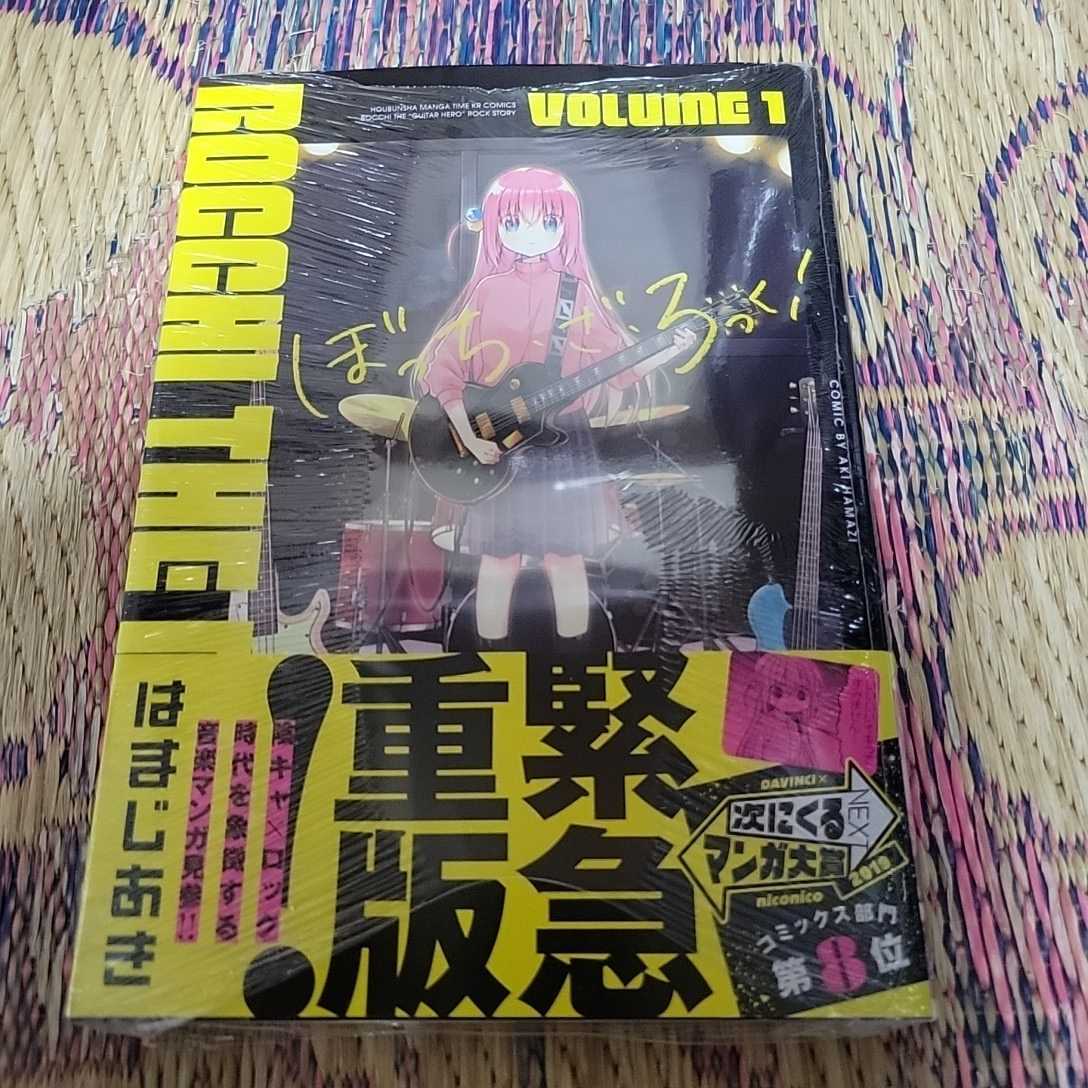 HOUBUNSHA MANGA TIME KR COMICS
BOCCHI THE "GUITAR HERO" ROCK STORY
VOLUME 1
BOCCHI THE
ぼっち・ざ・ろっく!
COMIC BY AKI HAMAZI
緊急
重版
!
陰キャ×ロック
時代を象徴する
音楽マンガ見参!!
はまじあき
DAVINCI×
次にくる
マンガ大賞
NEXT
2019
niconico
コミックス部門
第8位